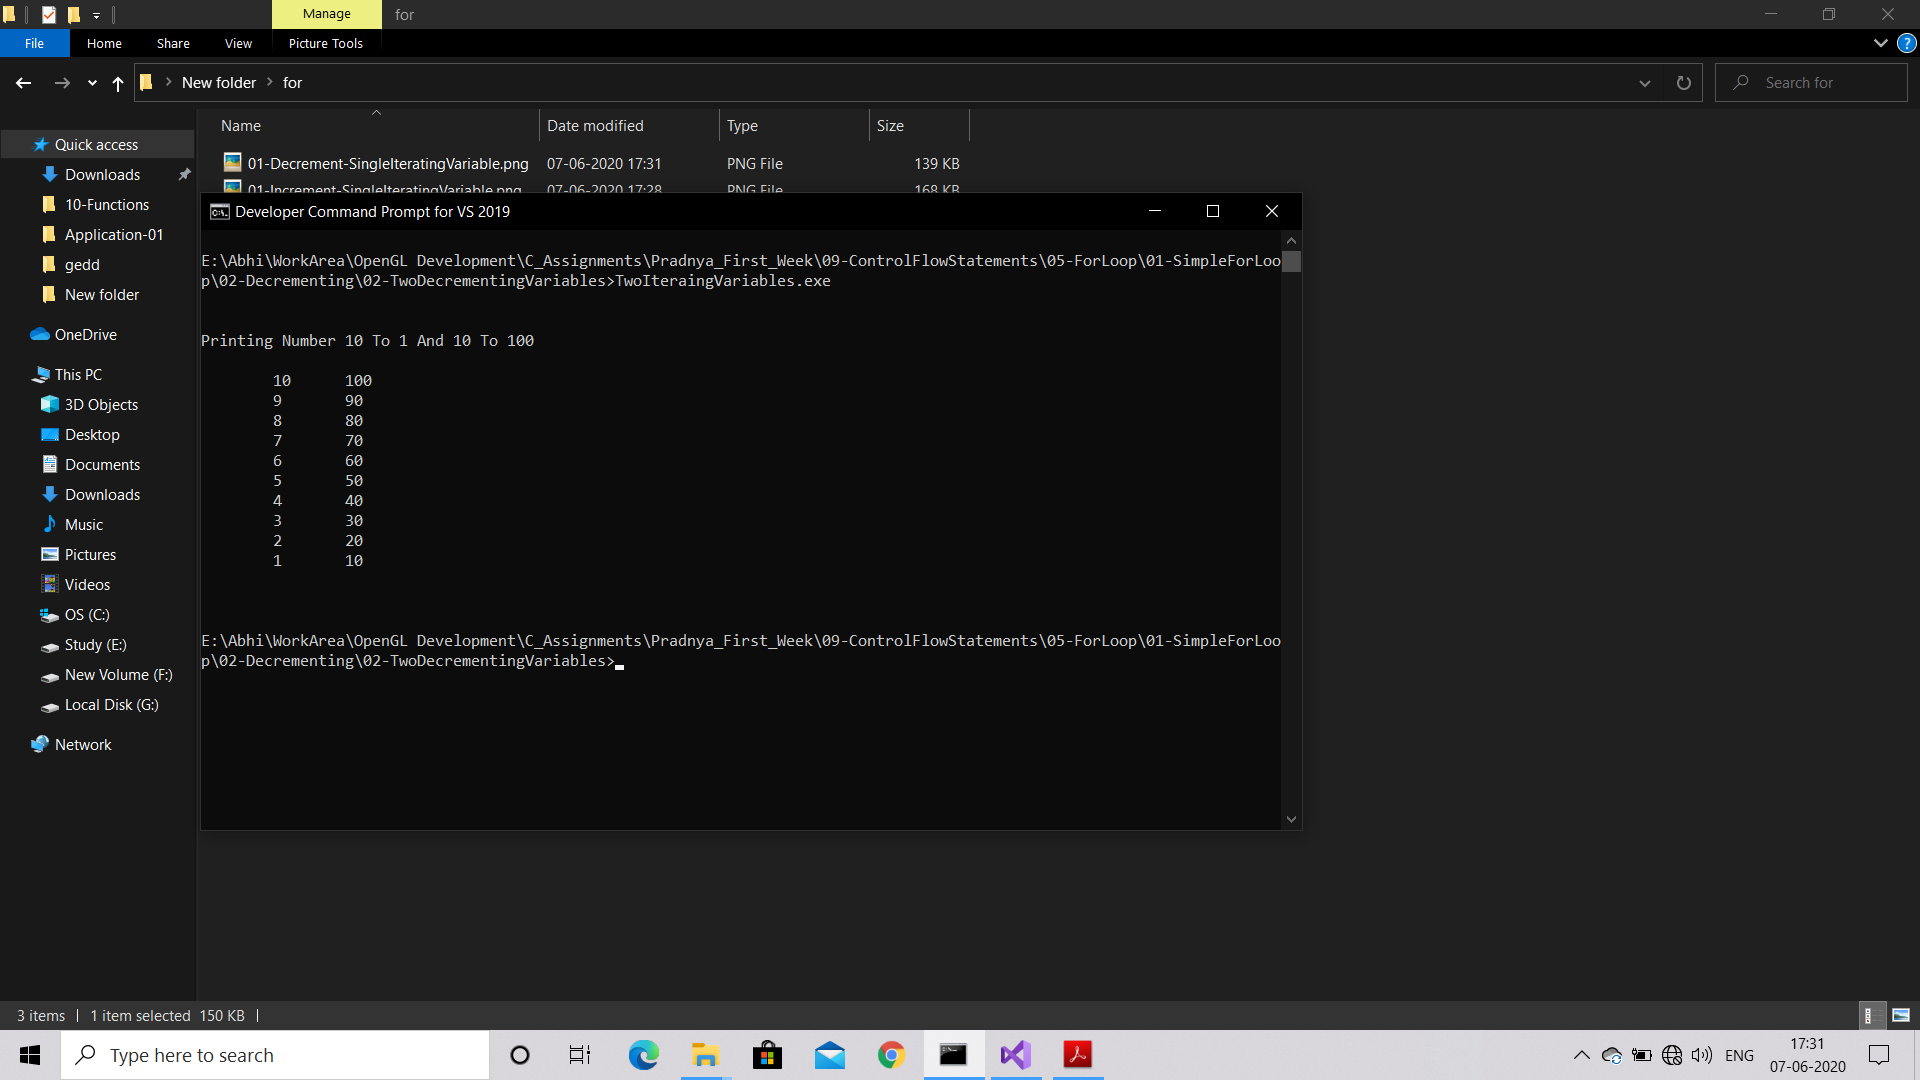 Manage
for
File
Home
Share
View
Picture Tools
New folder
for
Search for
Name
Date modified
Type
Size
01-Decrement-SingleIteratingVariable.png 07-06-2020 17:31 PNG File 139 KB
01-Increment-SingleIteratingVariable.png 07-06-2020 17:28 PNG File 168 KB
Quick access
Downloads
10-Functions
Application-01
gedd
New folder
OneDrive
This PC
3D Objects
Desktop
Documents
Downloads
Music
Pictures
Videos
OS (C:)
Study (E:)
New Volume (F:)
Local Disk (G:)
Network
Developer Command Prompt for VS 2019
E:\Abhi\WorkArea\OpenGL Development\C_Assignments\Pradnya_First_Week\09-ControlFlowStatements\05-ForLoop\01-SimpleForLoo
p\02-Decrementing\02-TwoDecrementingVariables>TwoIteraingVariables.exe
Printing Number 10 To 1 And 10 To 100
10 100
9 90
8 80
7 70
6 60
5 50
4 40
3 30
2 20
1 10
E:\Abhi\WorkArea\OpenGL Development\C_Assignments\Pradnya_First_Week\09-ControlFlowStatements\05-ForLoop\01-SimpleForLoo
p\02-Decrementing\02-TwoDecrementingVariables>
3 items
1 item selected 150 KB
Type here to search
ENG
17:31
07-06-2020